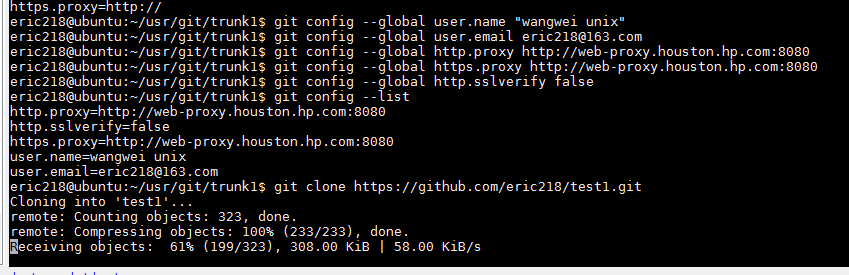 https.proxy=http://
eric218@ubuntu:~/usr/git/trunk1$ git config --global user.name "wangwei unix"
eric218@ubuntu:~/usr/git/trunk1$ git config --global user.email eric218@163.com
eric218@ubuntu:~/usr/git/trunk1$ git config --global http.proxy http://web-proxy.houston.hp.com:8080
eric218@ubuntu:~/usr/git/trunk1$ git config --global https.proxy http://web-proxy.houston.hp.com:8080
eric218@ubuntu:~/usr/git/trunk1$ git config --global http.sslverify false
eric218@ubuntu:~/usr/git/trunk1$ git config --list
http.proxy=http://web-proxy.houston.hp.com:8080
http.sslverify=false
https.proxy=http://web-proxy.houston.hp.com:8080
user.name=wangwei unix
user.email=eric218@163.com
eric218@ubuntu:~/usr/git/trunk1$ git clone https://github.com/eric218/test1.git
Cloning into 'test1'...
remote: Counting objects: 323, done.
remote: Compressing objects: 100% (233/233), done.
Receiving objects:  61% (199/323), 308.00 KiB | 58.00 KiB/s